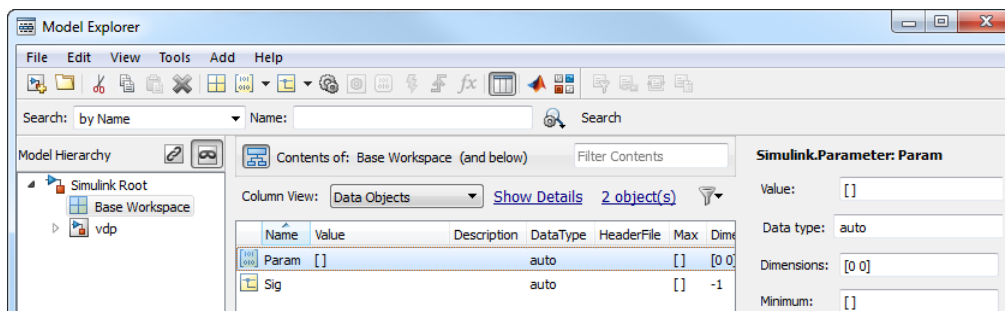 Model Explorer
File Edit View Tools Add Help
fx
Search: by Name Name: Search
Model Hierarchy
Simulink Root
Base Workspace
vdp
Contents of: Base Workspace (and below) Filter Contents
Column View: Data Objects Show Details 2 object(s)
Name Value Description DataType HeaderFile Max Dime
Param [] auto [] [0 0]
Sig auto [] -1
Simulink.Parameter: Param
Value: []
Data type: auto
Dimensions: [0 0]
Minimum: []